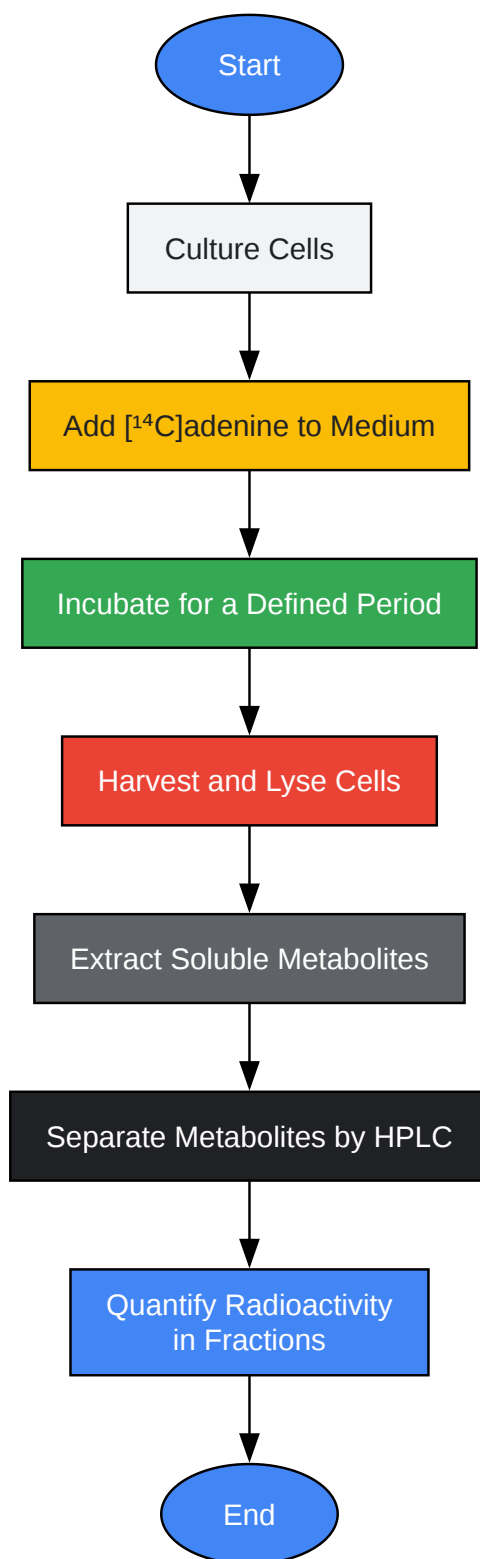 Start
Culture Cells
Add [¹⁴C]adenine to Medium
Incubate for a Defined Period
Harvest and Lyse Cells
Extract Soluble Metabolites
Separate Metabolites by HPLC
Quantify Radioactivity
in Fractions
End